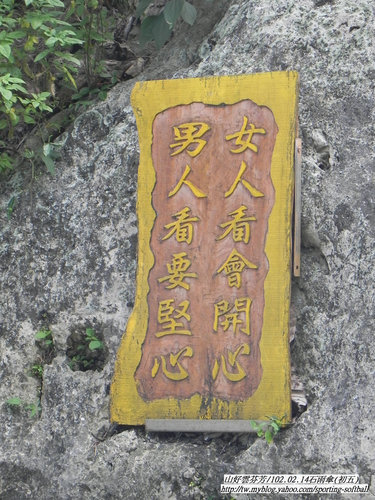 女人看會開心
男人看要堅心
山好雲芬芳/102.02.14石雨傘(初五)
http://tw.myblog.yahoo.com/sporting-softball